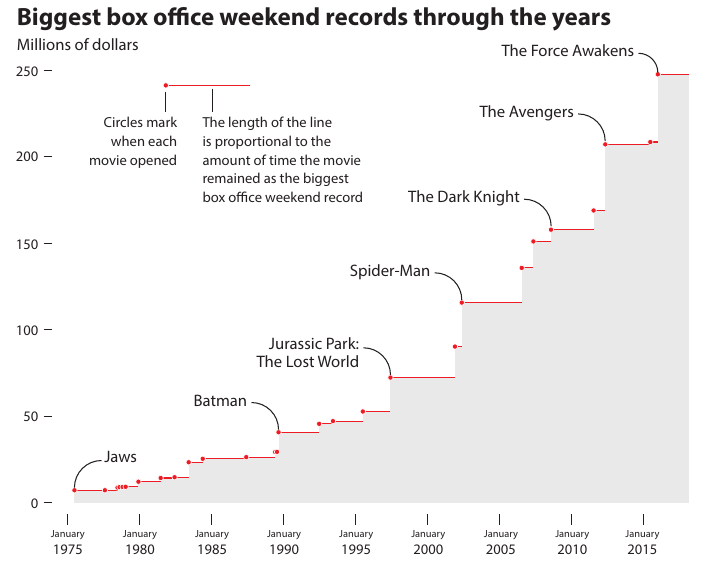 Biggest box office weekend records through the years
Millions of dollars
The Force Awakens
250
Circles mark
when each
movie opened
The length of the line
is proportional to the
amount of time the movie
remained as the biggest
box office weekend record
The Avengers
200
The Dark Knight
150
Spider-Man
100
Jurassic Park:
The Lost World
Batman
50
Jaws
0
January January January January January January January January January
1975 1980 1985 1990 1995 2000 2005 2010 2015